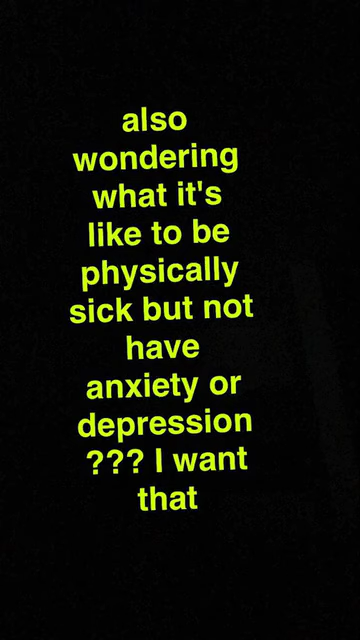 also
wondering
what it's
like to be
physically
sick but not
have
anxiety or
depression
??? I want
that